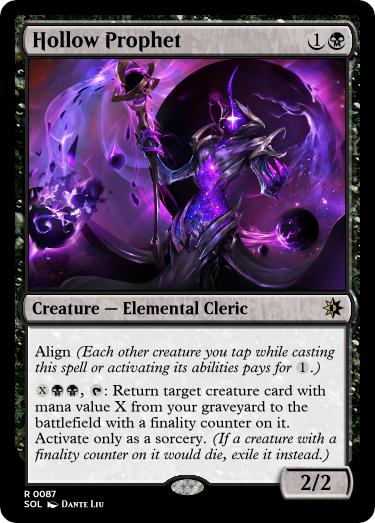 Hollow Prophet 1
Creature — Elemental Cleric
Align (Each other creature you tap while casting
this spell or activating its abilities pays for 1.)
X, : Return target creature card with
mana value X from your graveyard to the
battlefield with a finality counter on it.
Activate only as a sorcery. (If a creature with a
finality counter on it would die, exile it instead.)
2/2
R 0087
SOL Dante Liu